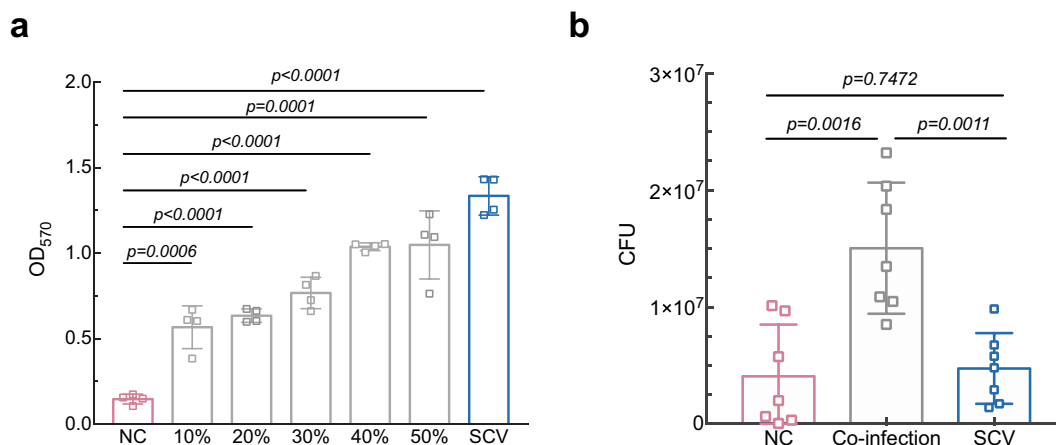 a
p<0.0001
p=0.0001
p<0.0001
p<0.0001
p<0.0001
p=0.0006
OD570
2.0
1.5
1.0
0.5
0.0
NC 10% 20% 30% 40% 50% SCV
b
p=0.7472
p=0.0016 p=0.0011
CFU
3×10⁷
2×10⁷
1×10⁷
0
NC Co-infection SCV